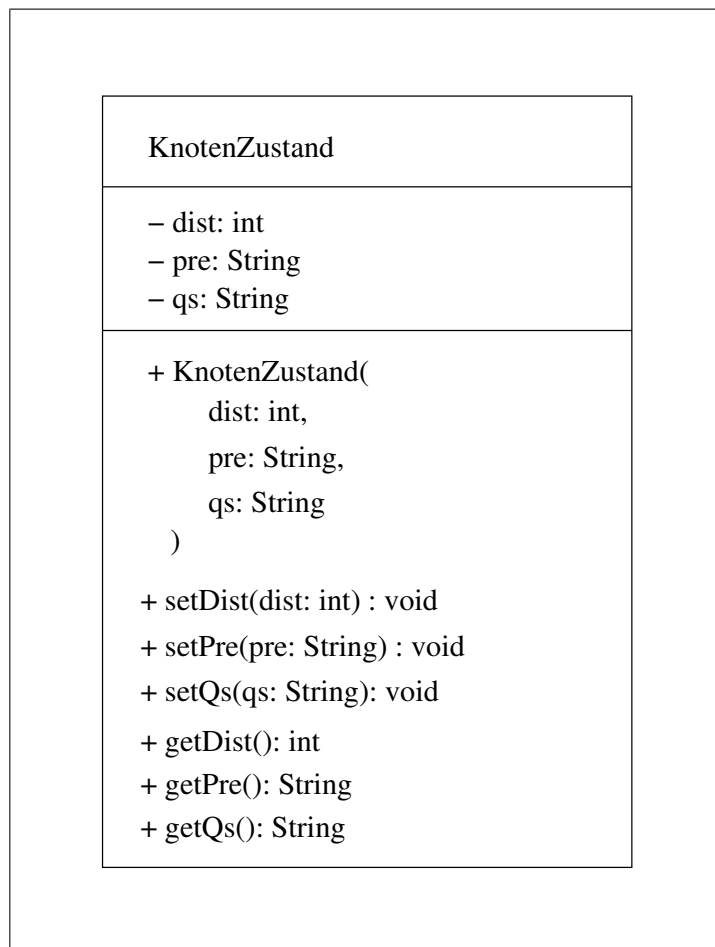 KnotenZustand
− dist: int
− pre: String
− qs: String
+ KnotenZustand(
dist: int,
pre: String,
qs: String
)
+ setDist(dist: int) : void
+ setPre(pre: String) : void
+ setQs(qs: String): void
+ getDist(): int
+ getPre(): String
+ getQs(): String